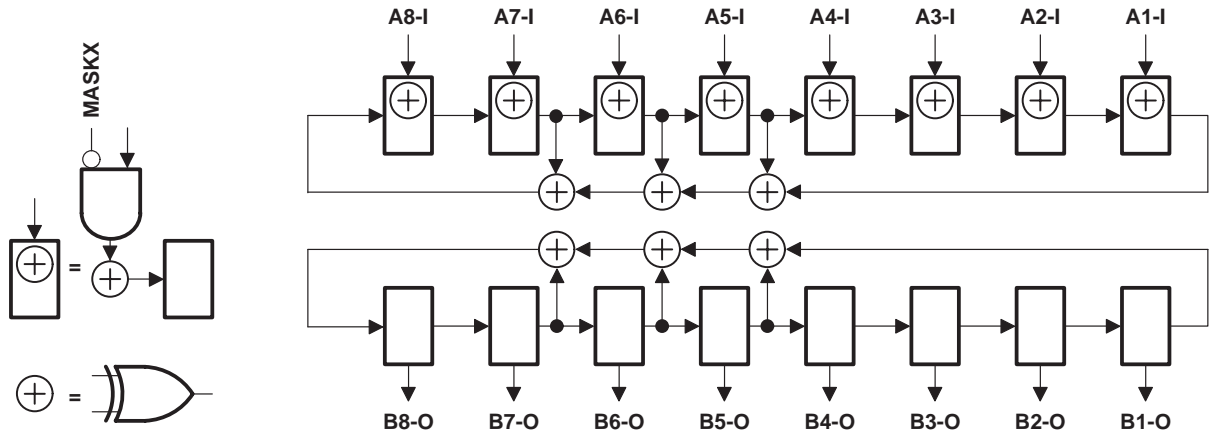 A8-I A7-I A6-I A5-I A4-I A3-I A2-I A1-I
MASKX
=
=
B8-O B7-O B6-O B5-O B4-O B3-O B2-O B1-O